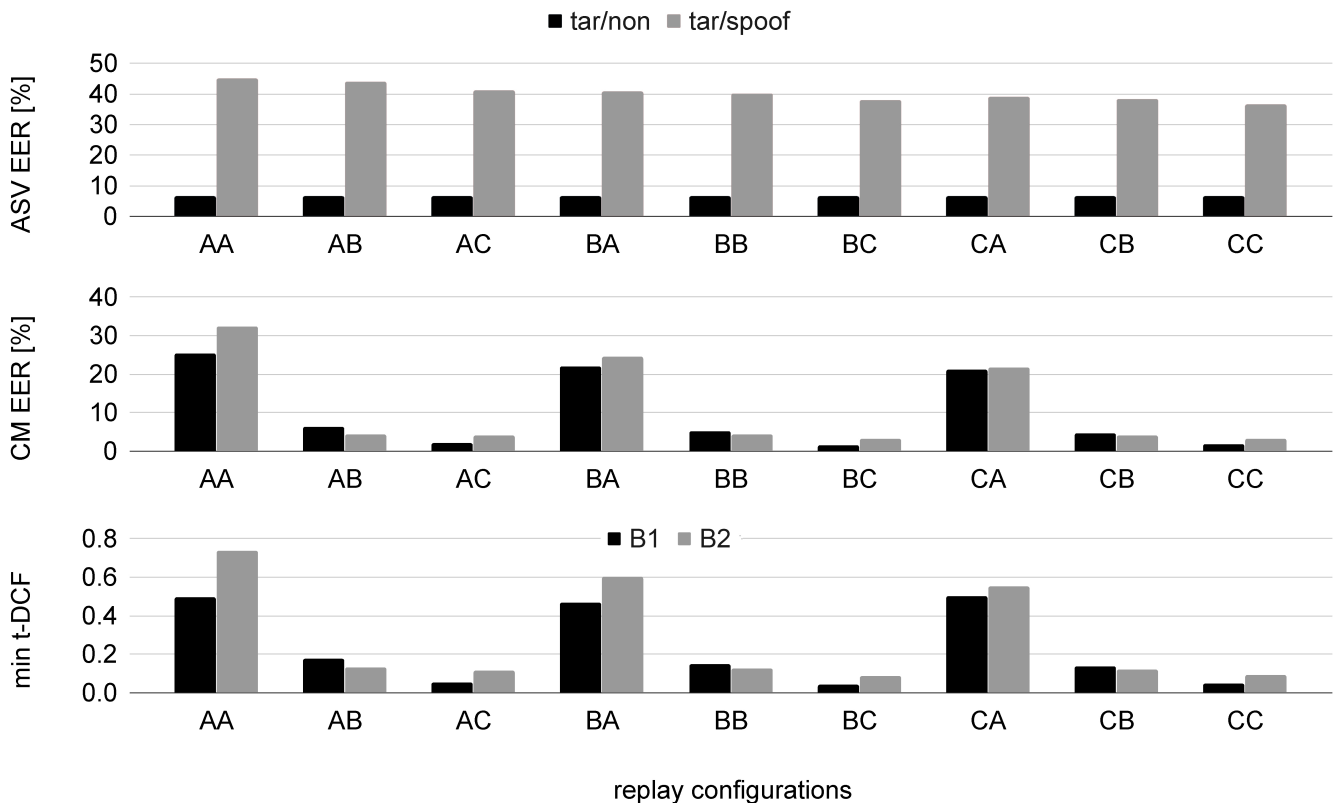 tar/non tar/spoof
ASV EER [%]
50
40
30
20
10
0
AA AB AC BA BB BC CA CB CC
CM EER [%]
40
30
20
10
0
AA AB AC BA BB BC CA CB CC
B1 B2
min t-DCF
0.8
0.6
0.4
0.2
0.0
AA AB AC BA BB BC CA CB CC
replay configurations